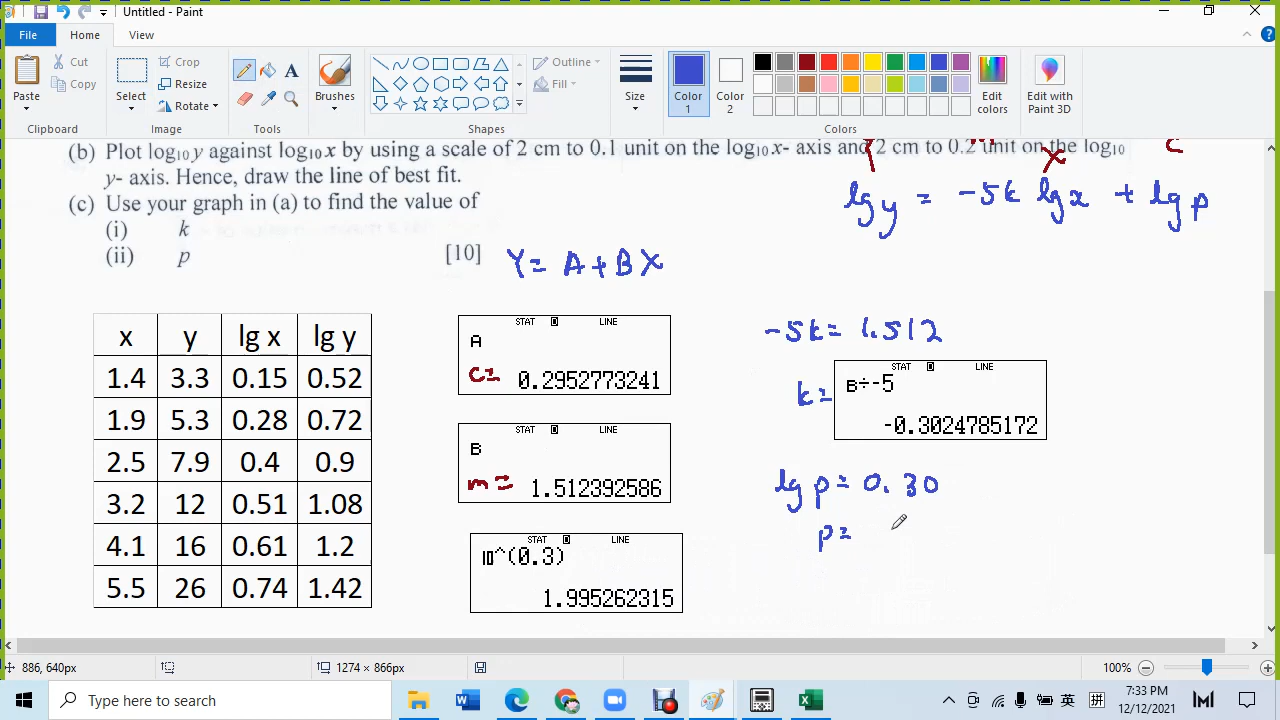 Untitled - Paint
File
Home
View
Paste
Cut
Copy
Clipboard
Select
Crop
Resize
Rotate
Image
A
Tools
Brushes
Shapes
Outline
Fill
Size
Color 1
Color 2
Edit colors
Colors
Edit with Paint 3D
(b) Plot log₁₀ y against log₁₀ x by using a scale of 2 cm to 0.1 unit on the log₁₀ x- axis and 2 cm to 0.2 unit on the log₁₀
y- axis. Hence, draw the line of best fit.
(c) Use your graph in (a) to find the value of
(i) k
(ii) p
[10]
Y m X C
lg y = -5k lg x + lg p
Y = A + B X
x y lg x lg y
1.4 3.3 0.15 0.52
1.9 5.3 0.28 0.72
2.5 7.9 0.4 0.9
3.2 12 0.51 1.08
4.1 16 0.61 1.2
5.5 26 0.74 1.42
STAT D LINE
A
c = 0.2952773241
STAT D LINE
B
m = 1.512392586
STAT D LINE
10^(0.3)
1.995262315
-5k = 1.512
k =
STAT D LINE
B÷-5
-0.3024785172
lg p = 0.30
p =
886, 640px
1274 × 866px
100%
Type here to search
英
拼
7:33 PM
12/12/2021